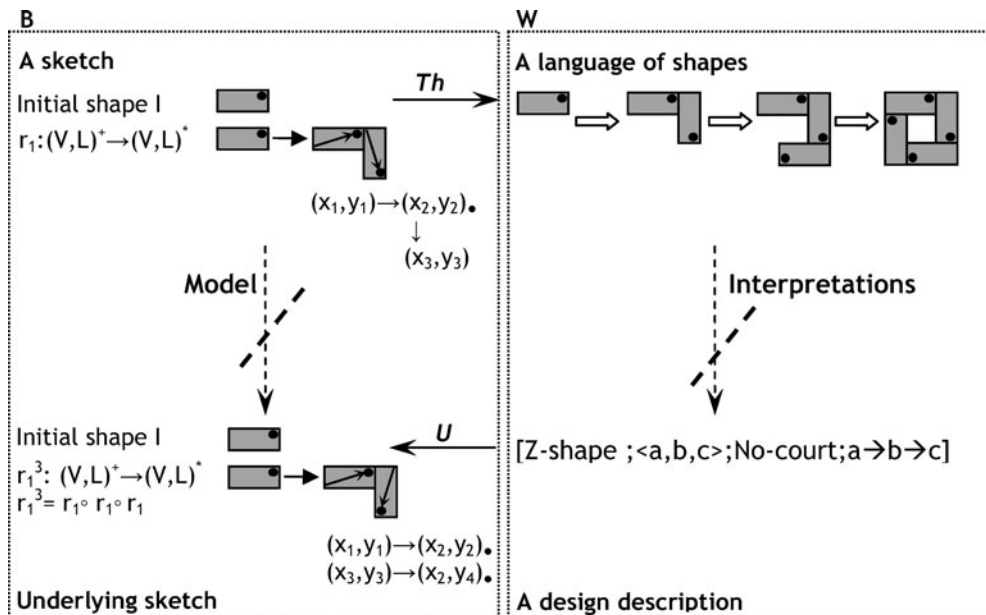 B
A sketch
Initial shape I
r₁:(V,L)⁺→(V,L)*
(x₁,y₁)→(x₂,y₂).
↓
(x₃,y₃)
Th
Model
Initial shape I
r₁³: (V,L)⁺→(V,L)*
r₁³= r₁∘ r₁∘ r₁
(x₁,y₁)→(x₂,y₂).
(x₃,y₃)→(x₂,y₄).
U
Underlying sketch
W
A language of shapes
Interpretations
[Z-shape ;<a,b,c>;No-court;a→b→c]
A design description